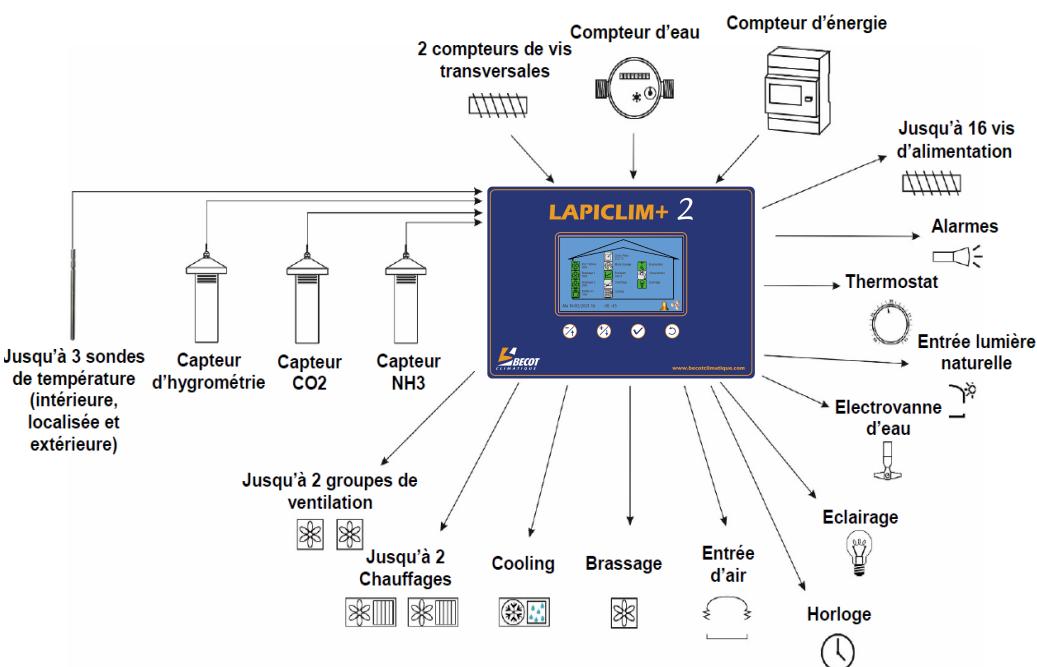 2 compteurs de vis
transversales
Compteur d'eau
Compteur d'énergie
Jusqu'à 16 vis
d'alimentation
Alarmes
Thermostat
Entrée lumière
naturelle
Electrovanne
d'eau
LAPICLIM+ 2
BECOT
CLIMATIQUE
www.becotclimatique.com
Jusqu'à 3 sondes
de température
(intérieure,
localisée et
extérieure)
Capteur
d'hygrométrie
Capteur
CO2
Capteur
NH3
Jusqu'à 2 groupes de
ventilation
Jusqu'à 2
Chauffages
Cooling
Brassage
Entrée
d'air
Eclairage
Horloge